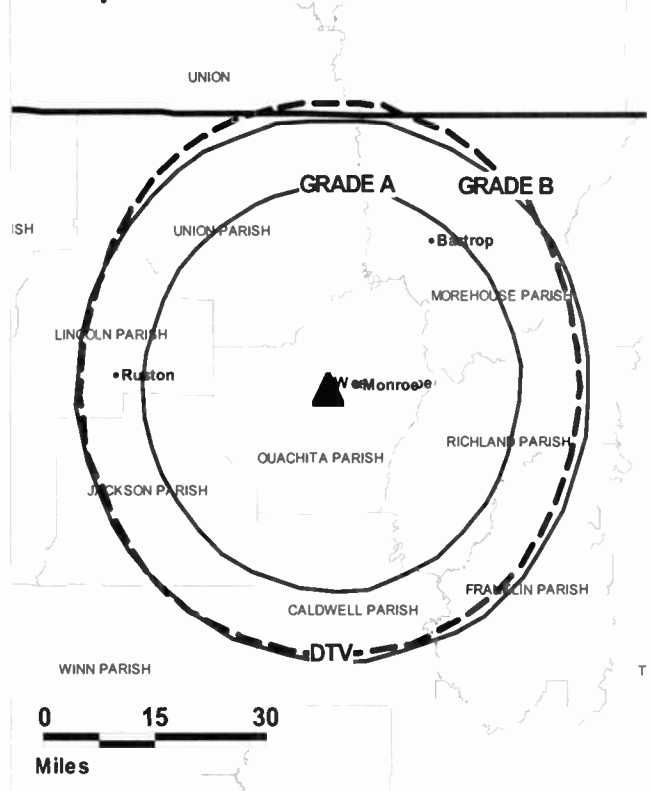 UNION
GRADE A
GRADE B
ISH
UNION PARISH
Bastrop
MOREHOUSE PARISH
LINCOLN PARISH
Ruston
Monroe
OUACHITA PARISH
RICHLAND PARISH
JACKSON PARISH
FRANKLIN PARISH
CALDWELL PARISH
DTV
WINN PARISH
T
0 15 30
Miles